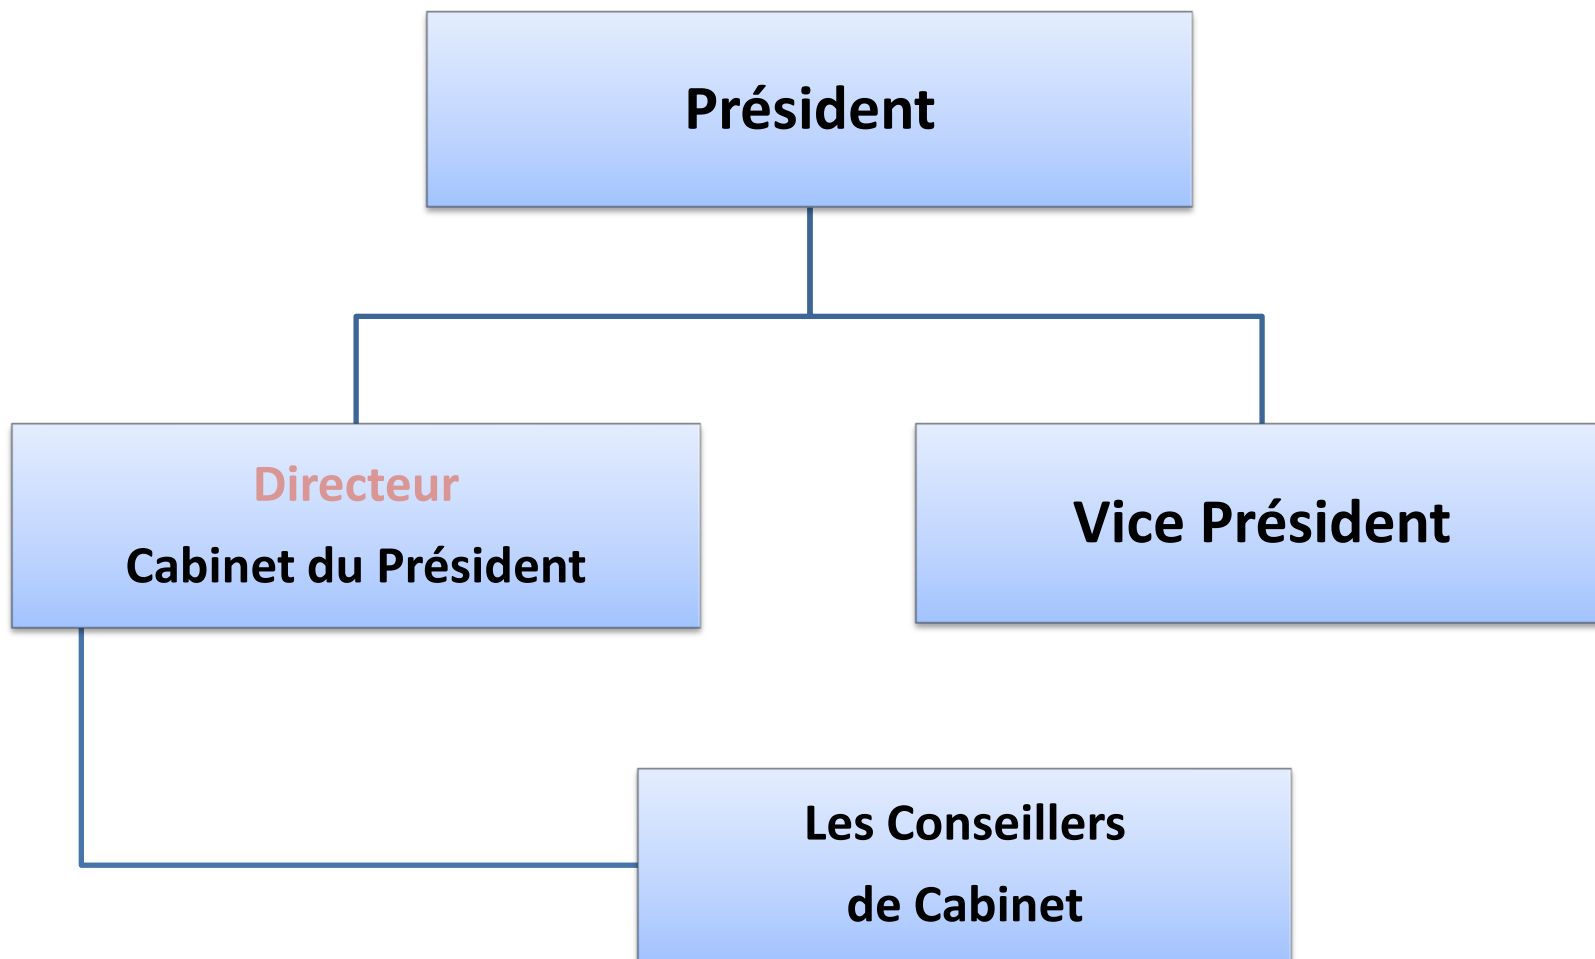 Président
Directeur
Cabinet du Président
Vice Président
Les Conseillers
de Cabinet